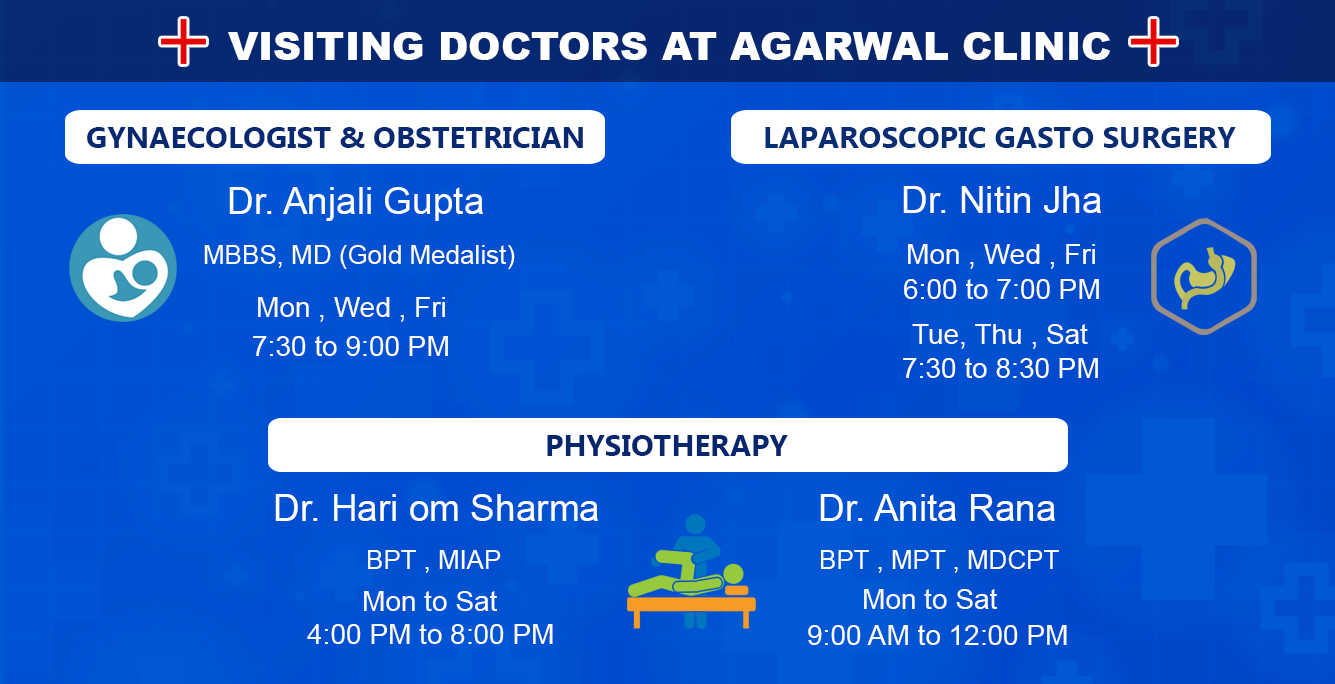 VISITING DOCTORS AT AGARWAL CLINIC
GYNAECOLOGIST & OBSTETRICIAN
Dr. Anjali Gupta
MBBS, MD (Gold Medalist)
Mon , Wed , Fri
7:30 to 9:00 PM
LAPAROSCOPIC GASTO SURGERY
Dr. Nitin Jha
Mon , Wed , Fri
6:00 to 7:00 PM
Tue, Thu , Sat
7:30 to 8:30 PM
PHYSIOTHERAPY
Dr. Hari om Sharma
BPT , MIAP
Mon to Sat
4:00 PM to 8:00 PM
Dr. Anita Rana
BPT , MPT , MDCPT
Mon to Sat
9:00 AM to 12:00 PM